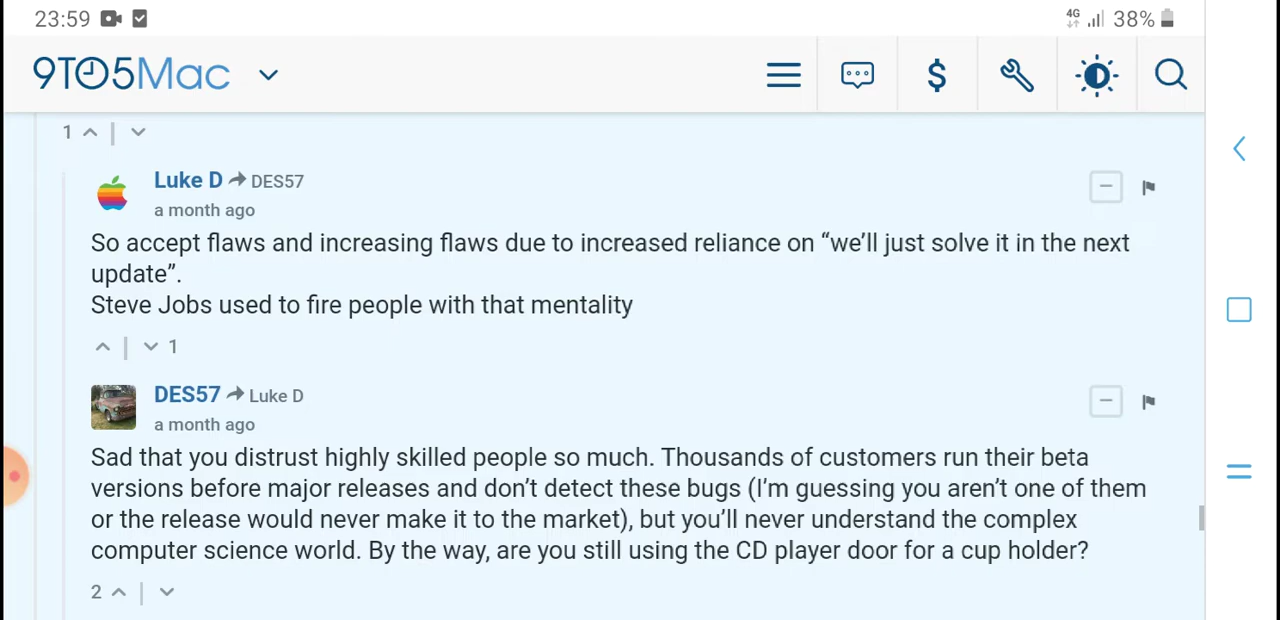 23:59
4G 38%
9TO5Mac
$
1
Luke D DES57
a month ago
So accept flaws and increasing flaws due to increased reliance on “we’ll just solve it in the next
update”.
Steve Jobs used to fire people with that mentality
1
DES57 Luke D
a month ago
Sad that you distrust highly skilled people so much. Thousands of customers run their beta
versions before major releases and don’t detect these bugs (I’m guessing you aren’t one of them
or the release would never make it to the market), but you’ll never understand the complex
computer science world. By the way, are you still using the CD player door for a cup holder?
2